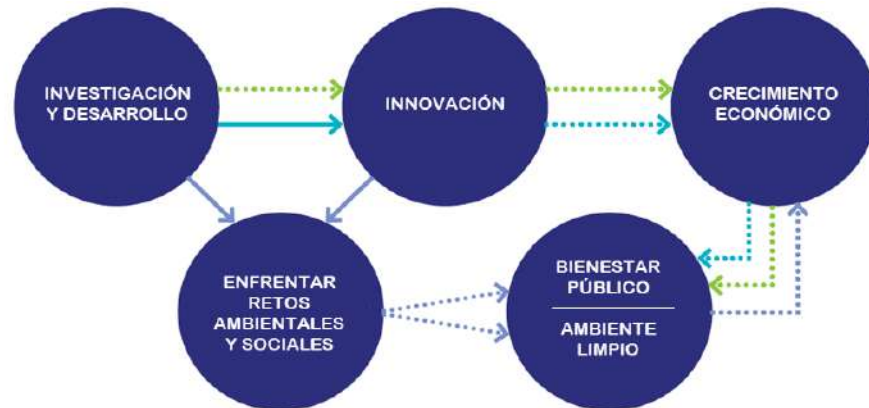 INVESTIGACIÓN
Y DESARROLLO
INNOVACIÓN
CRECIMIENTO
ECONÓMICO
ENFRENTAR
RETOS
AMBIENTALES
Y SOCIALES
BIENESTAR
PÚBLICO
AMBIENTE
LIMPIO